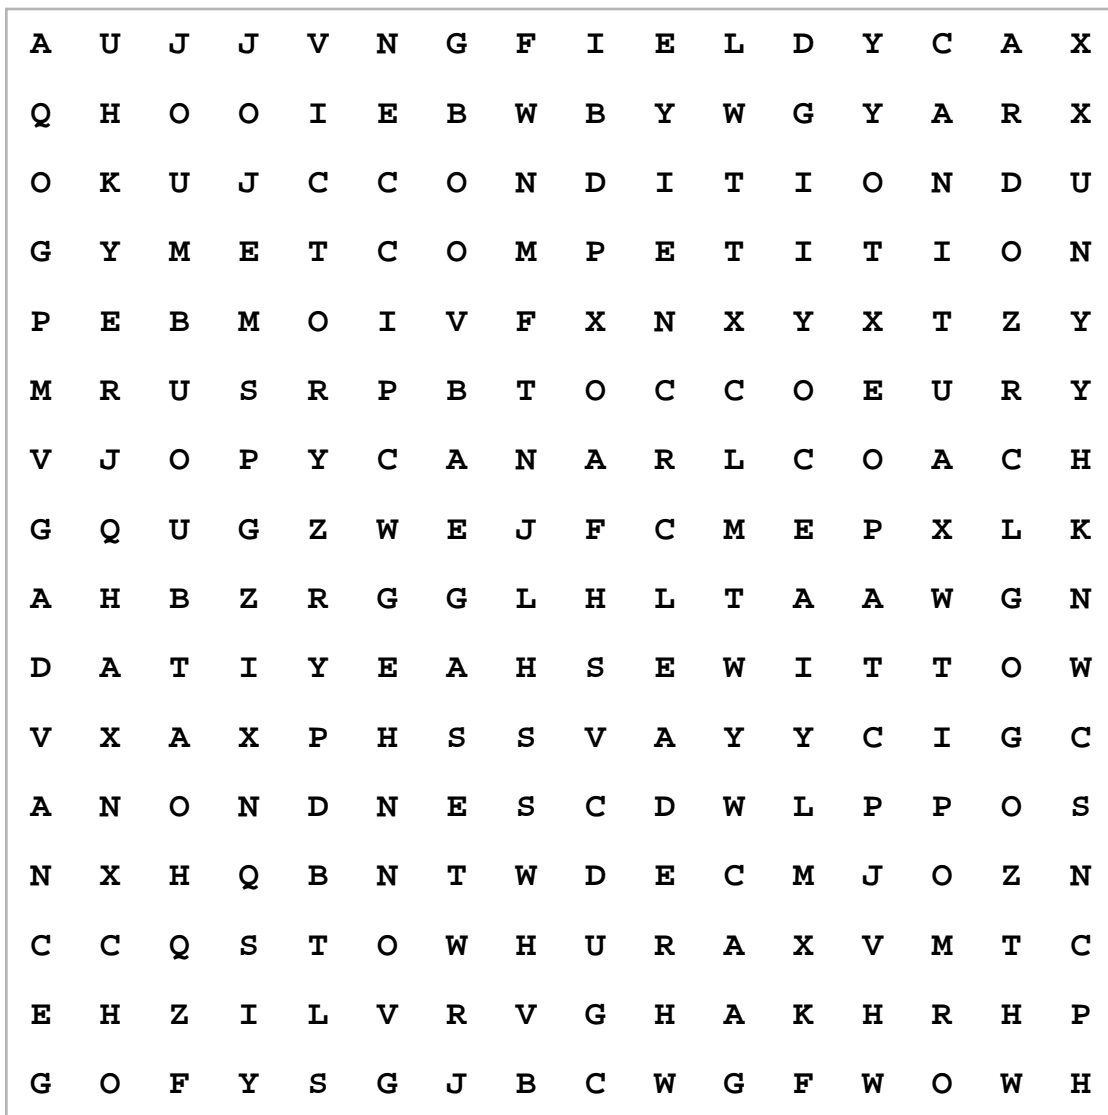 A U J J V N G F I E L D Y C A X
Q H O O I E B W B Y W G Y A R X
O K U J C C O N D I T I O N D U
G Y M E T C O M P E T I T I O N
P E B M O I V F X N X Y X T Z Y
M R U S R P B T O C C O E U R Y
V J O P Y C A N A R L C O A C H
G Q U G Z W E J F C M E P X L K
A H B Z R G G L H L T A A W G N
D A T I Y E A H S E W I T T O W
V X A X P H S S V A Y Y C I G C
A N O N D N E S C D W L P P O S
N X H Q B N T W D E C M J O Z N
C C Q S T O W H U R A X V M T C
E H Z I L V R V G H A K H R H P
G O F Y S G J B C W G F W O W H